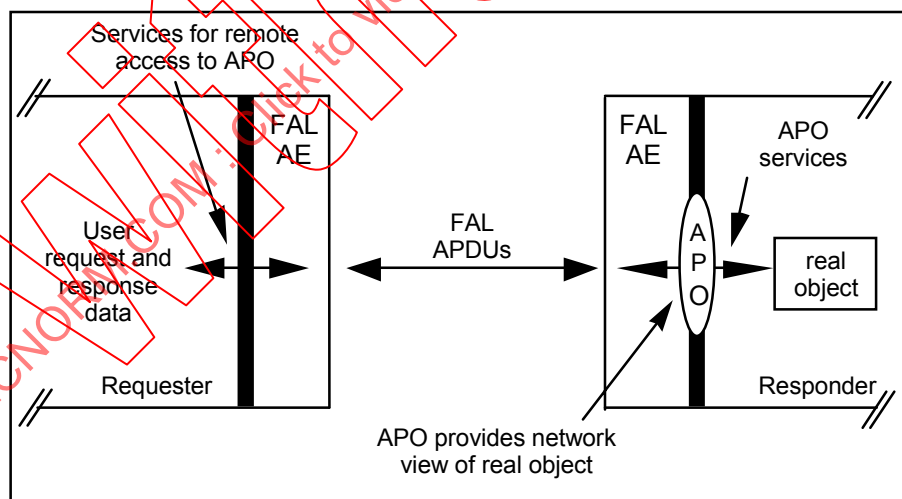 Services for remote
access to APO
FAL
AE
User
request and
response
data
Requester
FAL
APDUs
FAL
AE
APO
services
A
P
O
real
object
Responder
APO provides network
view of real object